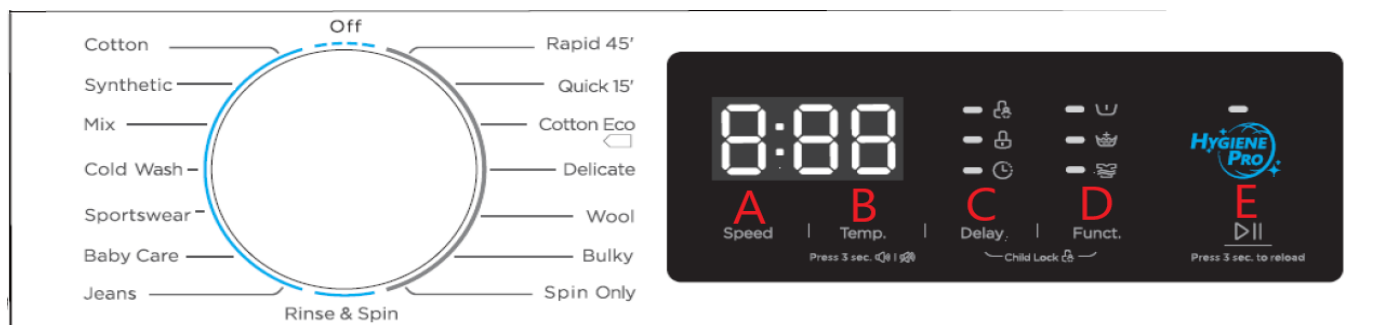 Off
Cotton
Synthetic
Mix
Cold Wash
Sportswear
Baby Care
Jeans
Rinse & Spin
Rapid 45'
Quick 15'
Cotton Eco
Delicate
Wool
Bulky
Spin Only
8:88
HYGIENE
PRO
A B C D E
Speed | Temp. | Delay. | Funct.
Press 3 sec. |
Child Lock
Press 3 sec. to reload